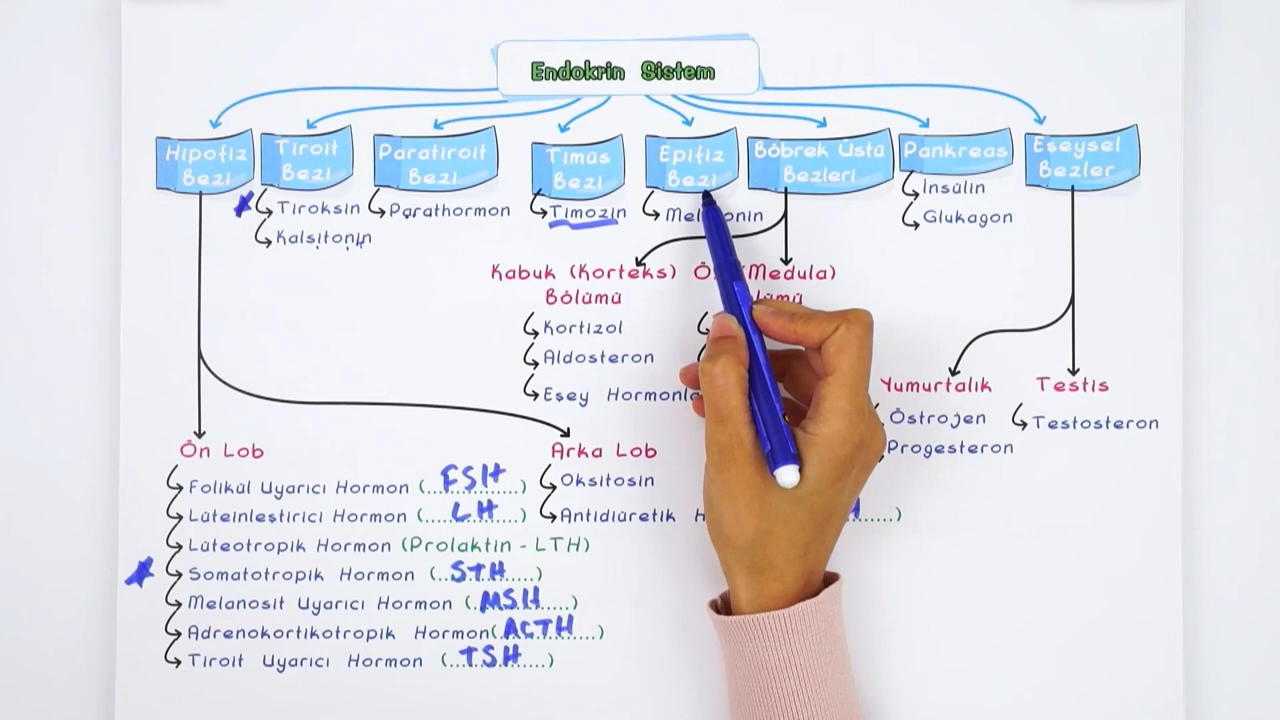 Endokrin Sistem
Hipofiz Bezi
Tiroit Bezi
Paratiroit Bezi
Timüs Bezi
Epifiz Bezi
Böbrek Üstü Bezleri
Pankreas
Eşeysel Bezler
Tiroksin
Kalsitonin
Parathormon
Timozin
İnsülin
Glukagon
Kabuk (Korteks) Bölümü
(Medula)
Kortizol
Aldosteron
Eşey
Yumurtalık
Östrojen
Progesteron
Testis
Testosteron
Ön Lob
Folikül Uyarıcı Hormon (FSH)
Lüteinleştirici Hormon (LH)
Lüteotropik Hormon (Prolaktin - LTH)
Somatotropik Hormon (STH)
Melanosit Uyarıcı Hormon (MSH)
Adrenokortikotropik Hormon (ACTH)
Tiroit Uyarıcı Hormon (TSH)
Arka Lob
Oksitosin
Antidiüretik